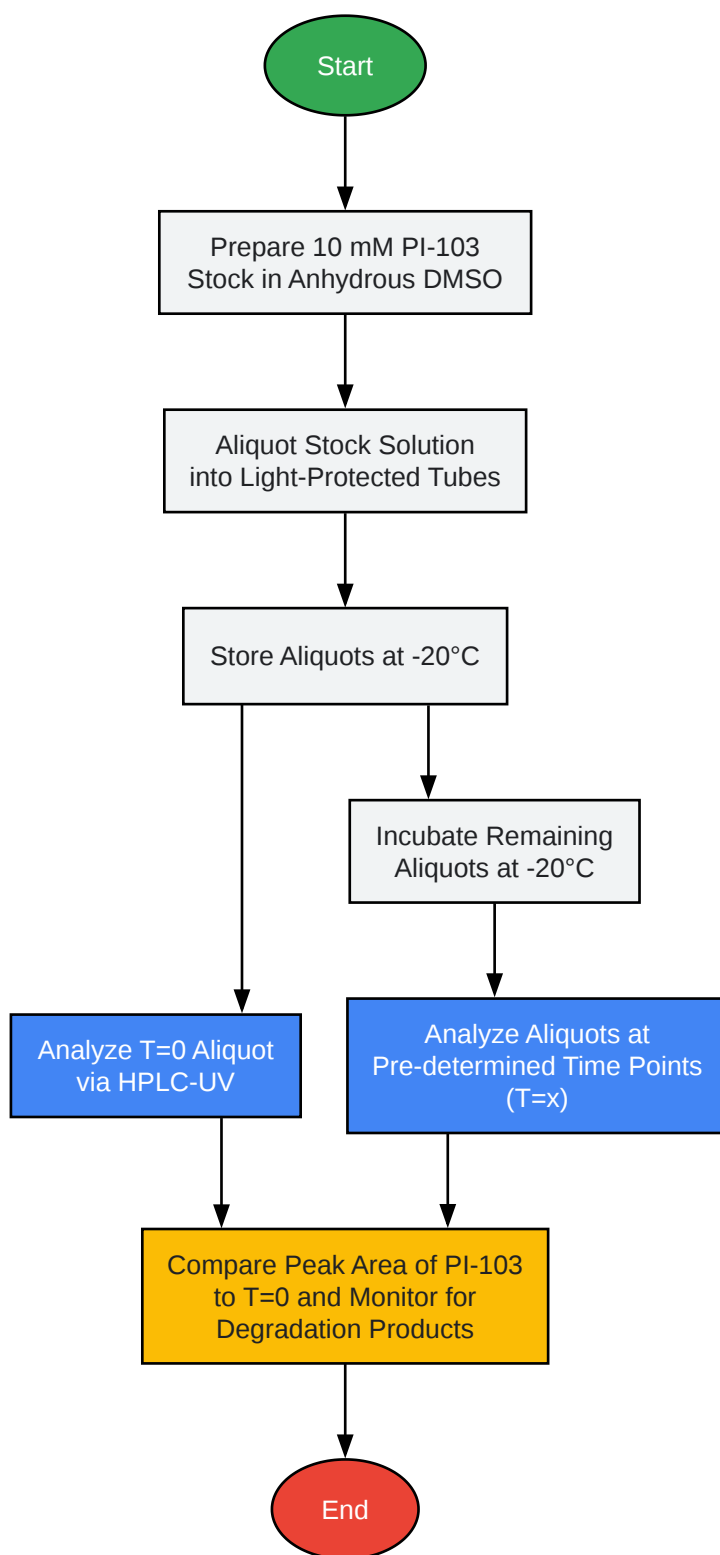 Start
Prepare 10 mM PI-103
Stock in Anhydrous DMSO
Aliquot Stock Solution
into Light-Protected Tubes
Store Aliquots at -20°C
Incubate Remaining
Aliquots at -20°C
Analyze T=0 Aliquot
via HPLC-UV
Analyze Aliquots at
Pre-determined Time Points
(T=x)
Compare Peak Area of PI-103
to T=0 and Monitor for
Degradation Products
End